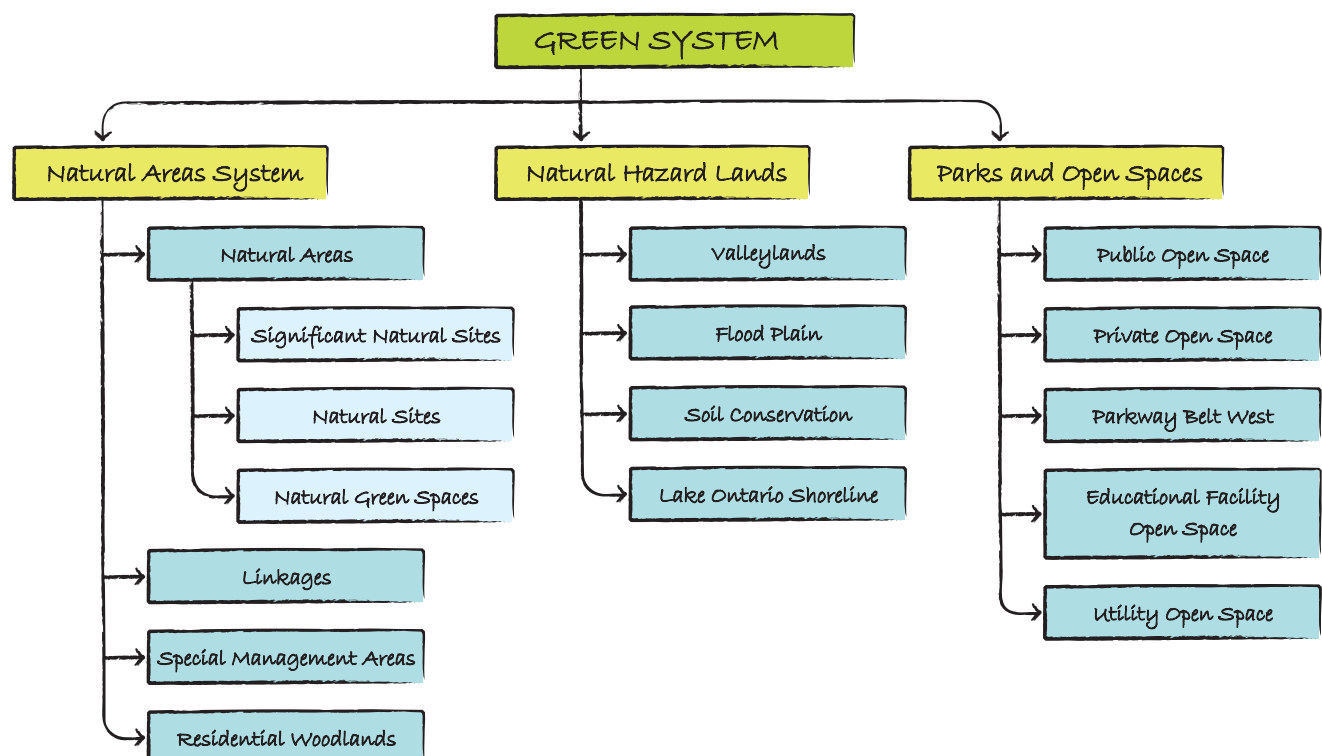 GREEN SYSTEM
Natural Areas System
Natural Areas
Significant Natural Sites
Natural Sites
Natural Green Spaces
Linkages
Special Management Areas
Residential Woodlands
Natural Hazard Lands
Valleylands
Flood Plain
Soil Conservation
Lake Ontario Shoreline
Parks and Open Spaces
Public Open Space
Private Open Space
Parkway Belt West
Educational Facility
Open Space
Utility Open Space